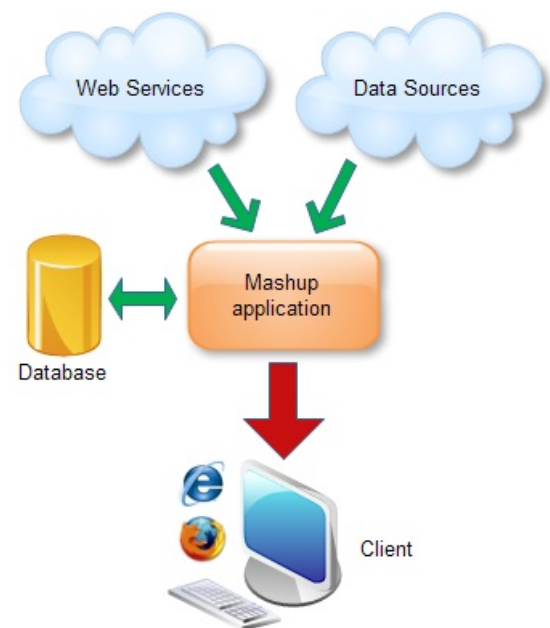 Web Services
Data Sources
Mashup
application
Database
Client